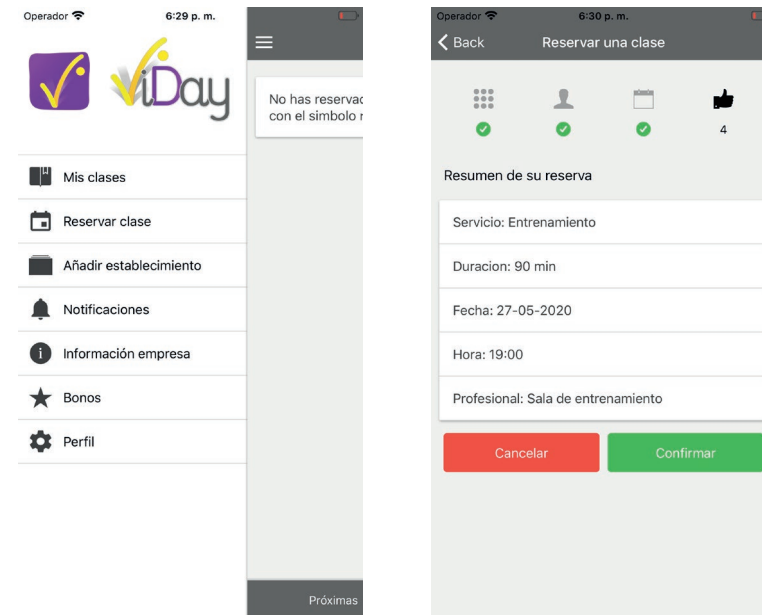 Operador
6:29 p. m.
ViDay
No has reservad
con el simbolo
Mis clases
Reservar clase
Añadir establecimiento
Notificaciones
Información empresa
Bonos
Perfil
Próximas
Operador
6:30 p. m.
Back
Reservar una clase
4
Resumen de su reserva
Servicio: Entrenamiento
Duracion: 90 min
Fecha: 27-05-2020
Hora: 19:00
Profesional: Sala de entrenamiento
Cancelar
Confirmar